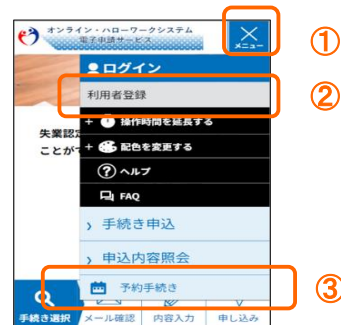 オンライン・ハローワークシステム
電子申請サービス
メニュー
①
ログイン
利用者登録
②
+ 操作時間を延長する
失業認定
+ 配色を変更する
ことが
ヘルプ
FAQ
› 手続き申込
› 申込内容照会
予約手続き
③
手続き選択
メール確認
内容入力
申し込み